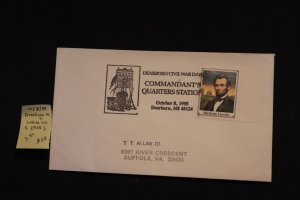 DEARBORN CIVIL WAR DAYS
COMMANDANT'S
QUARTERS STATION
October 8, 1995
Dearborn, MI 48124
Abraham Lincoln
T T. ALLAN III
6937 RIVER CRESCENT
SUFFOLK, VA. 23433